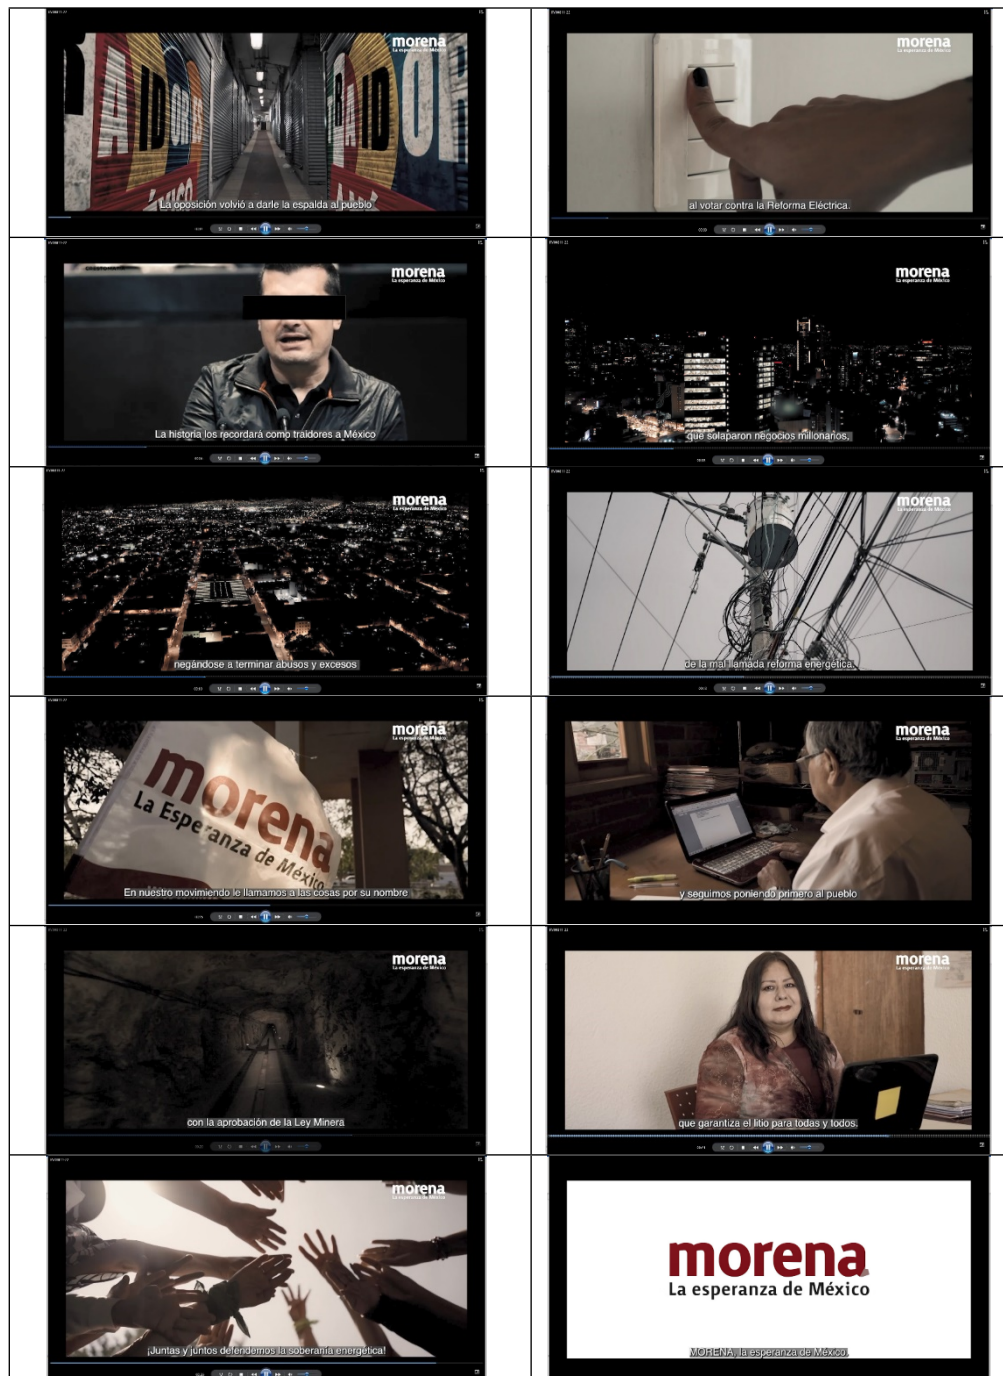 morena
La esperanza de México
La oposición volvió a darle la espalda al pueblo
morena
La esperanza de México
al votar contra la Reforma Eléctrica.
morena
La esperanza de México
La historia los recordará como traidores a México
morena
La esperanza de México
que solaparon negocios millonarios,
morena
La esperanza de México
negándose a terminar abusos y excesos
morena
La esperanza de México
de la mal llamada reforma energética.
morena
La esperanza de México
morena
La Esperanza de México
En nuestro movimiendo le llamamos a las cosas por su nombre
morena
La esperanza de México
y seguimos poniendo primero al pueblo
morena
La esperanza de México
con la aprobación de la Ley Minera
morena
La esperanza de México
que garantiza el litio para todas y todos.
morena
La esperanza de México
¡Juntas y juntos defendemos la soberanía energética!
morena
La esperanza de México
MORENA, la esperanza de México.